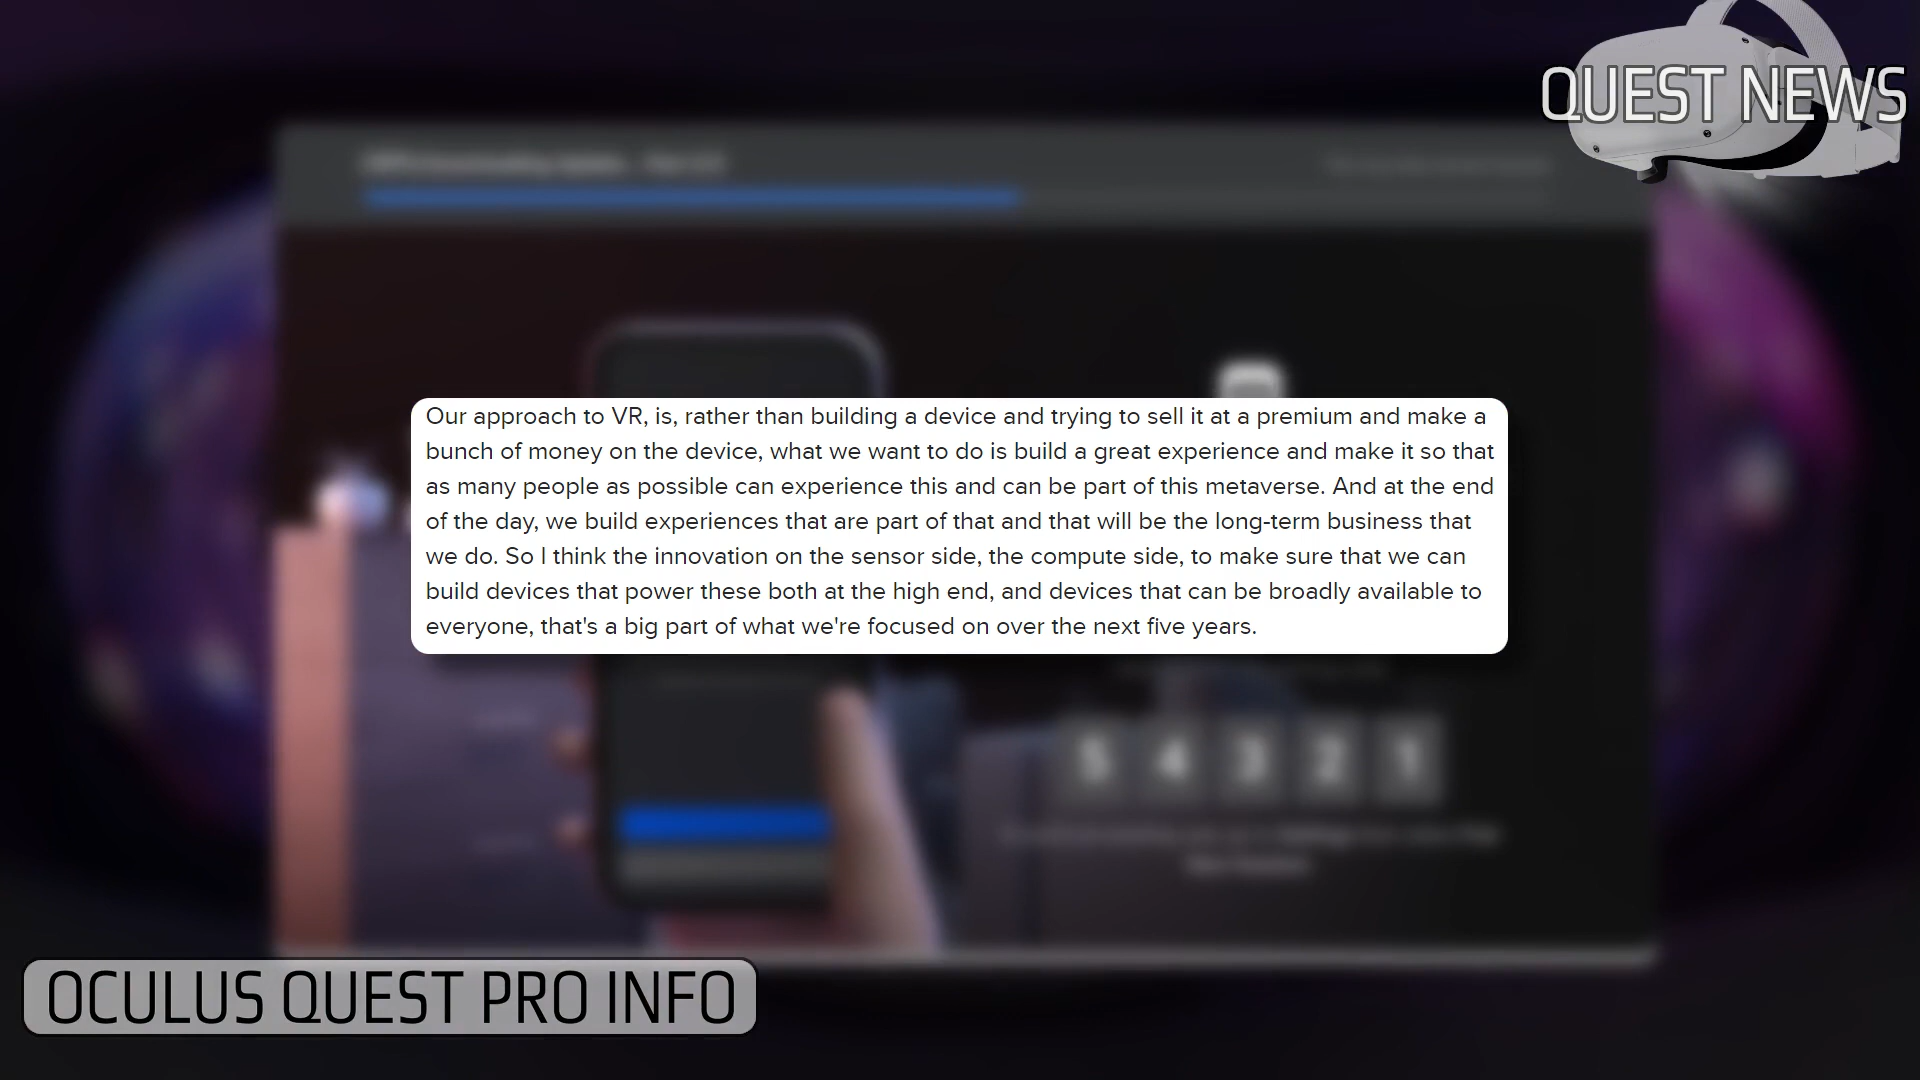 QUEST NEWS
Our approach to VR, is, rather than building a device and trying to sell it at a premium and make a
bunch of money on the device, what we want to do is build a great experience and make it so that
as many people as possible can experience this and can be part of this metaverse. And at the end
of the day, we build experiences that are part of that and that will be the long-term business that
we do. So I think the innovation on the sensor side, the compute side, to make sure that we can
build devices that power these both at the high end, and devices that can be broadly available to
everyone, that's a big part of what we're focused on over the next five years.
5 4 3 2 1
OCULUS QUEST PRO INFO